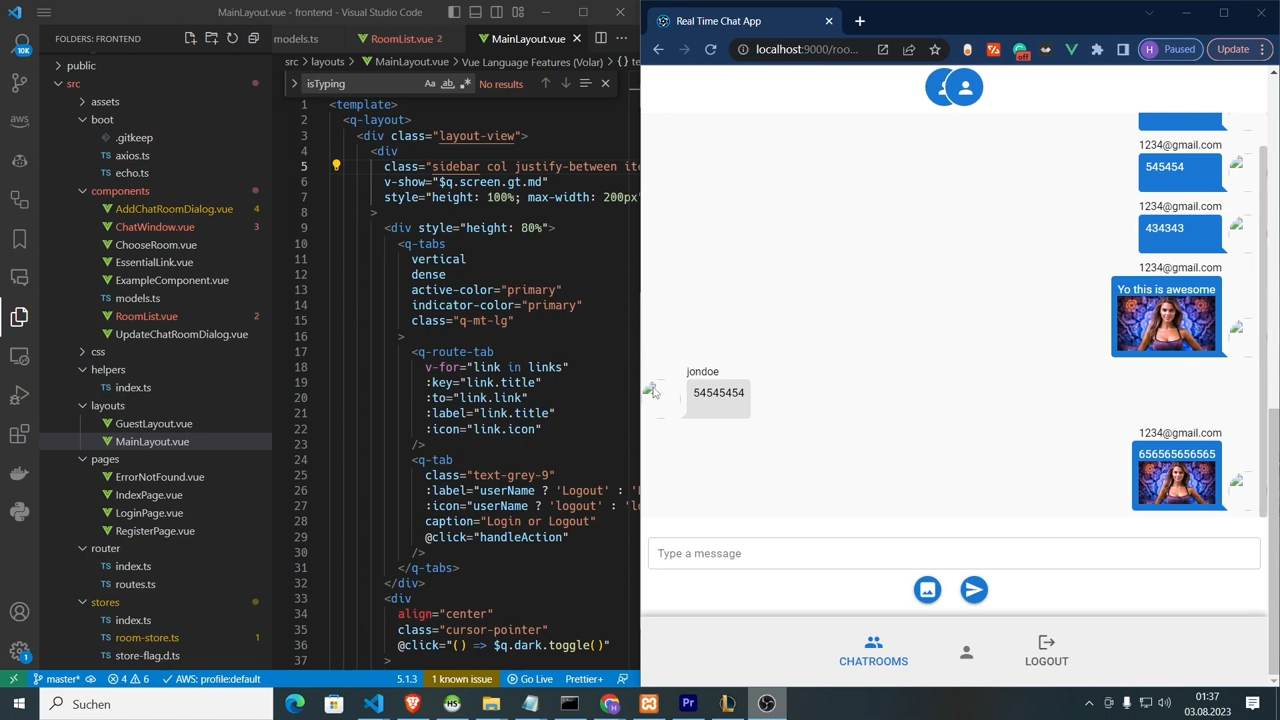 MainLayout.vue - frontend - Visual Studio Code
FOLDERS: FRONTEND
public
src
assets
boot
.gitkeep
axios.ts
echo.ts
components
AddChatRoomDialog.vue 4
ChatWindow.vue 3
ChooseRoom.vue
EssentialLink.vue
ExampleComponent.vue
models.ts
RoomList.vue 2
UpdateChatRoomDialog.vue
css
helpers
index.ts
layouts
GuestLayout.vue
MainLayout.vue
pages
ErrorNotFound.vue
IndexPage.vue
LoginPage.vue
RegisterPage.vue
router
index.ts
routes.ts
stores
index.ts
room-store.ts 1
store-flag.d.ts
10K
1
models.ts RoomList.vue 2 MainLayout.vue
src > layouts > MainLayout.vue > Vue Language Features (Volar) > {} te
isTyping Aa ab .* No results
1 <template>
2 <q-layout>
3 <div class="layout-view">
4 <div
5 class="sidebar col justify-between ite
6 v-show="$q.screen.gt.md"
7 style="height: 100%; max-width: 200px"
8 >
9 <div style="height: 80%">
10 <q-tabs
11 vertical
12 dense
13 active-color="primary"
14 indicator-color="primary"
15 class="q-mt-lg"
16 >
17 <q-route-tab
18 v-for="link in links"
19 :key="link.title"
20 :to="link.link"
21 :label="link.title"
22 :icon="link.icon"
23 />
24 <q-tab
25 class="text-grey-9"
26 :label="userName ? 'Logout' :
27 :icon="userName ? 'logout' : 'lo
28 caption="Login or Logout"
29 @click="handleAction"
30 />
31 </q-tabs>
32 </div>
33 <div
34 align="center"
35 class="cursor-pointer"
36 @click="() => $q.dark.toggle()"
37 >
master* 4 6 AWS: profile:default 5.1.3 1 known issue Go Live Prettier+
Real Time Chat App
localhost:9000/roo...
off
H Paused Update
1234@gmail.com
545454
1234@gmail.com
434343
1234@gmail.com
Yo this is awesome
jondoe
54545454
1234@gmail.com
656565656565
Type a message
CHATROOMS
LOGOUT
Suchen
HS
Pr
01:37
03.08.2023